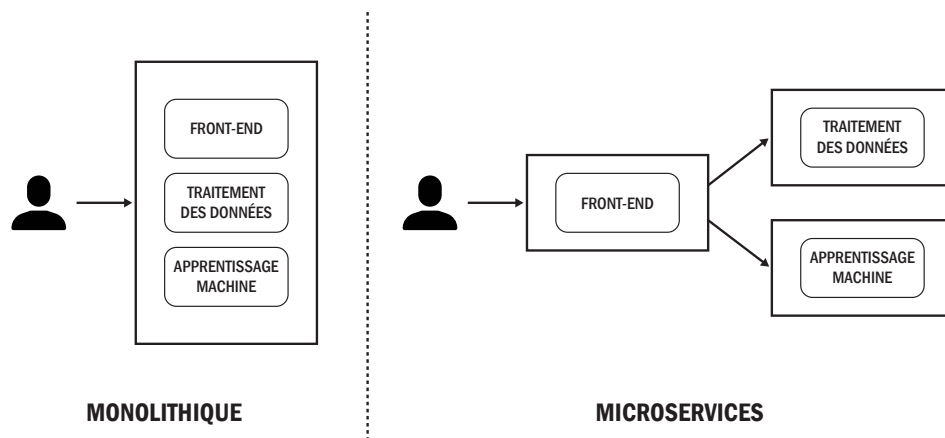 FRONT-END
TRAITEMENT
DES DONNÉES
APPRENTISSAGE
MACHINE
MONOLITHIQUE
FRONT-END
TRAITEMENT
DES DONNÉES
APPRENTISSAGE
MACHINE
MICROSERVICES